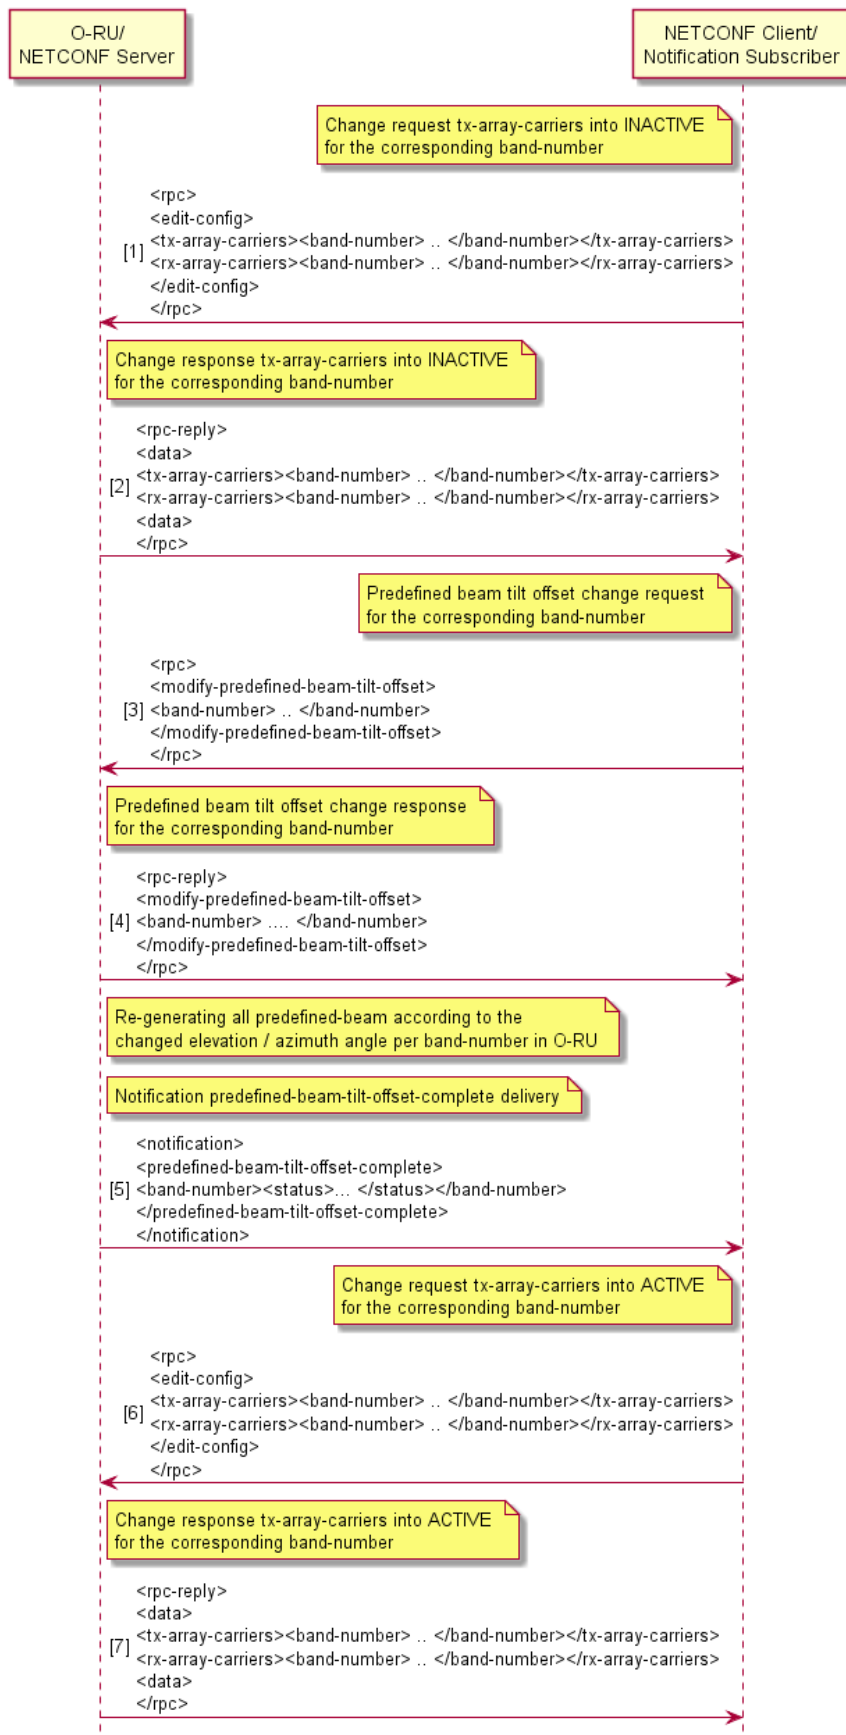 O-RU/
NETCONF Server
NETCONF Client/
Notification Subscriber
Change request tx-array-carriers into INACTIVE
for the corresponding band-number
<rpc>
<edit-config>
[1] <tx-array-carriers><band-number> .. </band-number></tx-array-carriers>
<rx-array-carriers><band-number> .. </band-number></rx-array-carriers>
</edit-config>
</rpc>
Change response tx-array-carriers into INACTIVE
for the corresponding band-number
<rpc-reply>
<data>
<tx-array-carriers><band-number> .. </band-number></tx-array-carriers>
[2] <rx-array-carriers><band-number> .. </band-number></rx-array-carriers>
<data>
</rpc>
Predefined beam tilt offset change request
for the corresponding band-number
<rpc>
<modify-predefined-beam-tilt-offset>
[3] <band-number> .. </band-number>
</modify-predefined-beam-tilt-offset>
</rpc>
Predefined beam tilt offset change response
for the corresponding band-number
<rpc-reply>
<modify-predefined-beam-tilt-offset>
[4] <band-number> .... </band-number>
</modify-predefined-beam-tilt-offset>
</rpc>
Re-generating all predefined-beam according to the
changed elevation / azimuth angle per band-number in O-RU
Notification predefined-beam-tilt-offset-complete delivery
<notification>
<predefined-beam-tilt-offset-complete>
[5] <band-number><status>... </status></band-number>
</predefined-beam-tilt-offset-complete>
</notification>
Change request tx-array-carriers into ACTIVE
for the corresponding band-number
<rpc>
<edit-config>
<tx-array-carriers><band-number> .. </band-number></tx-array-carriers>
[6] <rx-array-carriers><band-number> .. </band-number></rx-array-carriers>
</edit-config>
</rpc>
Change response tx-array-carriers into ACTIVE
for the corresponding band-number
<rpc-reply>
<data>
<tx-array-carriers><band-number> .. </band-number></tx-array-carriers>
[7] <rx-array-carriers><band-number> .. </band-number></rx-array-carriers>
<data>
</rpc>